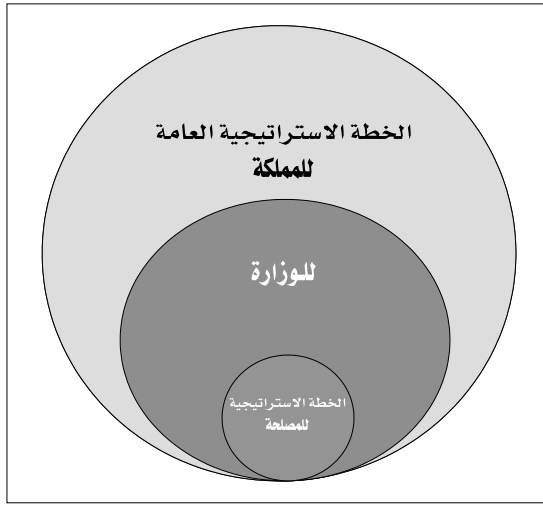 الخطة الاستراتيجية العامة
للمملكة
للوزارة
الخطة الاستراتيجية
للمصلحة